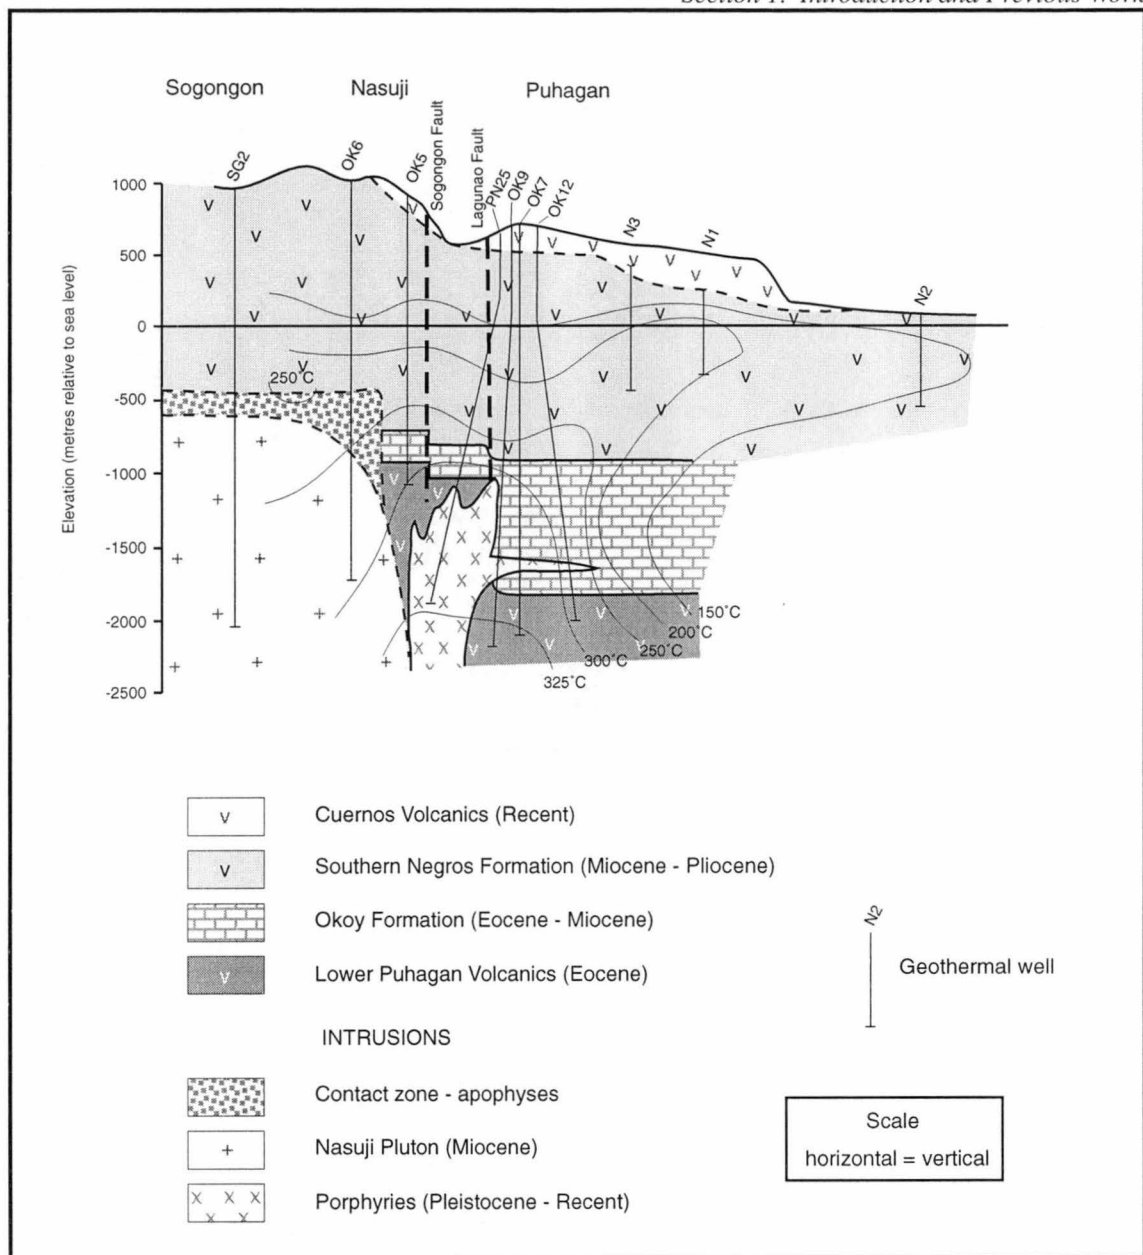 Section 1: Introduction and Previous Work
Sogongon
Nasuji
Puhagan
SG2
OK6
OK5
Sogongon Fault
Lagunao Fault
PN25
OK9
OK7
OK12
N3
N1
N2
Elevation (metres relative to sea level)
1000
500
0
-500
-1000
-1500
-2000
-2500
250°C
150°C
200°C
250°C
300°C
325°C
Cuernos Volcanics (Recent)
Southern Negros Formation (Miocene - Pliocene)
Okoy Formation (Eocene - Miocene)
Lower Puhagan Volcanics (Eocene)
INTRUSIONS
Contact zone - apophyses
Nasuji Pluton (Miocene)
Porphyries (Pleistocene - Recent)
N2
Geothermal well
Scale
horizontal = vertical